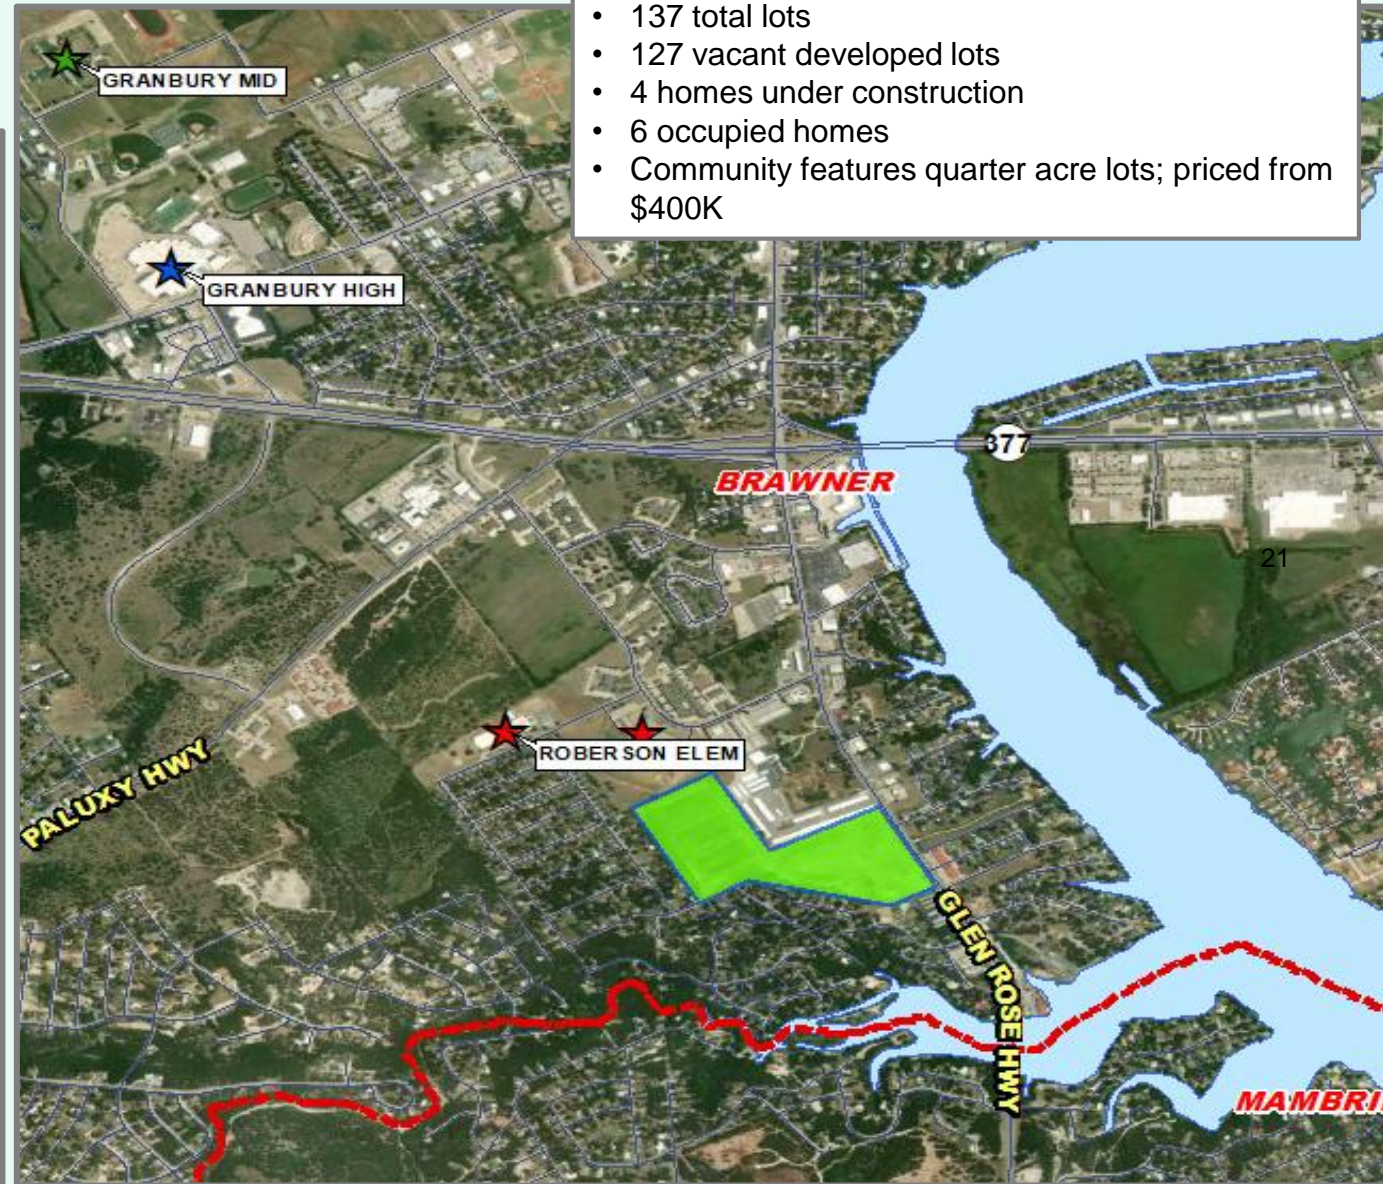 • 137 total lots
• 127 vacant developed lots
• 4 homes under construction
• 6 occupied homes
• Community features quarter acre lots; priced from
$400K
GRANBURY MID
GRANBURY HIGH
377
BRAWNER
21
ROBERSON ELEM
PALUXY HWY
GLEN ROSE HWY